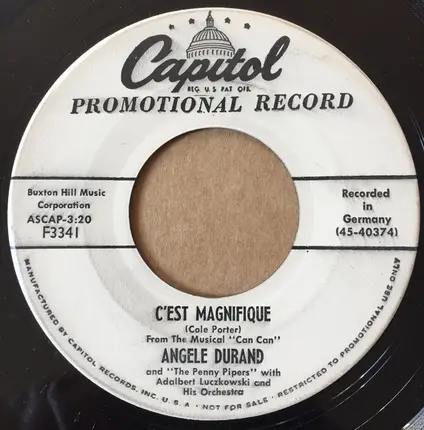 Capitol
REG. U.S. PAT. OFF.
PROMOTIONAL RECORD
Buxton Hill Music
Corporation
ASCAP-3:20
F3341
Recorded
in
Germany
(45-40374)
C'EST MAGNIFIQUE
(Cole Porter)
From The Musical "Can Can"
ANGELE DURAND
and "The Penny Pipers" with
Adalbert Luczkowski and
His Orchestra
MANUFACTURED BY CAPITOL RECORDS, INC. U.S.A. · NOT FOR SALE · RESTRICTED TO PROMOTIONAL USE ONLY